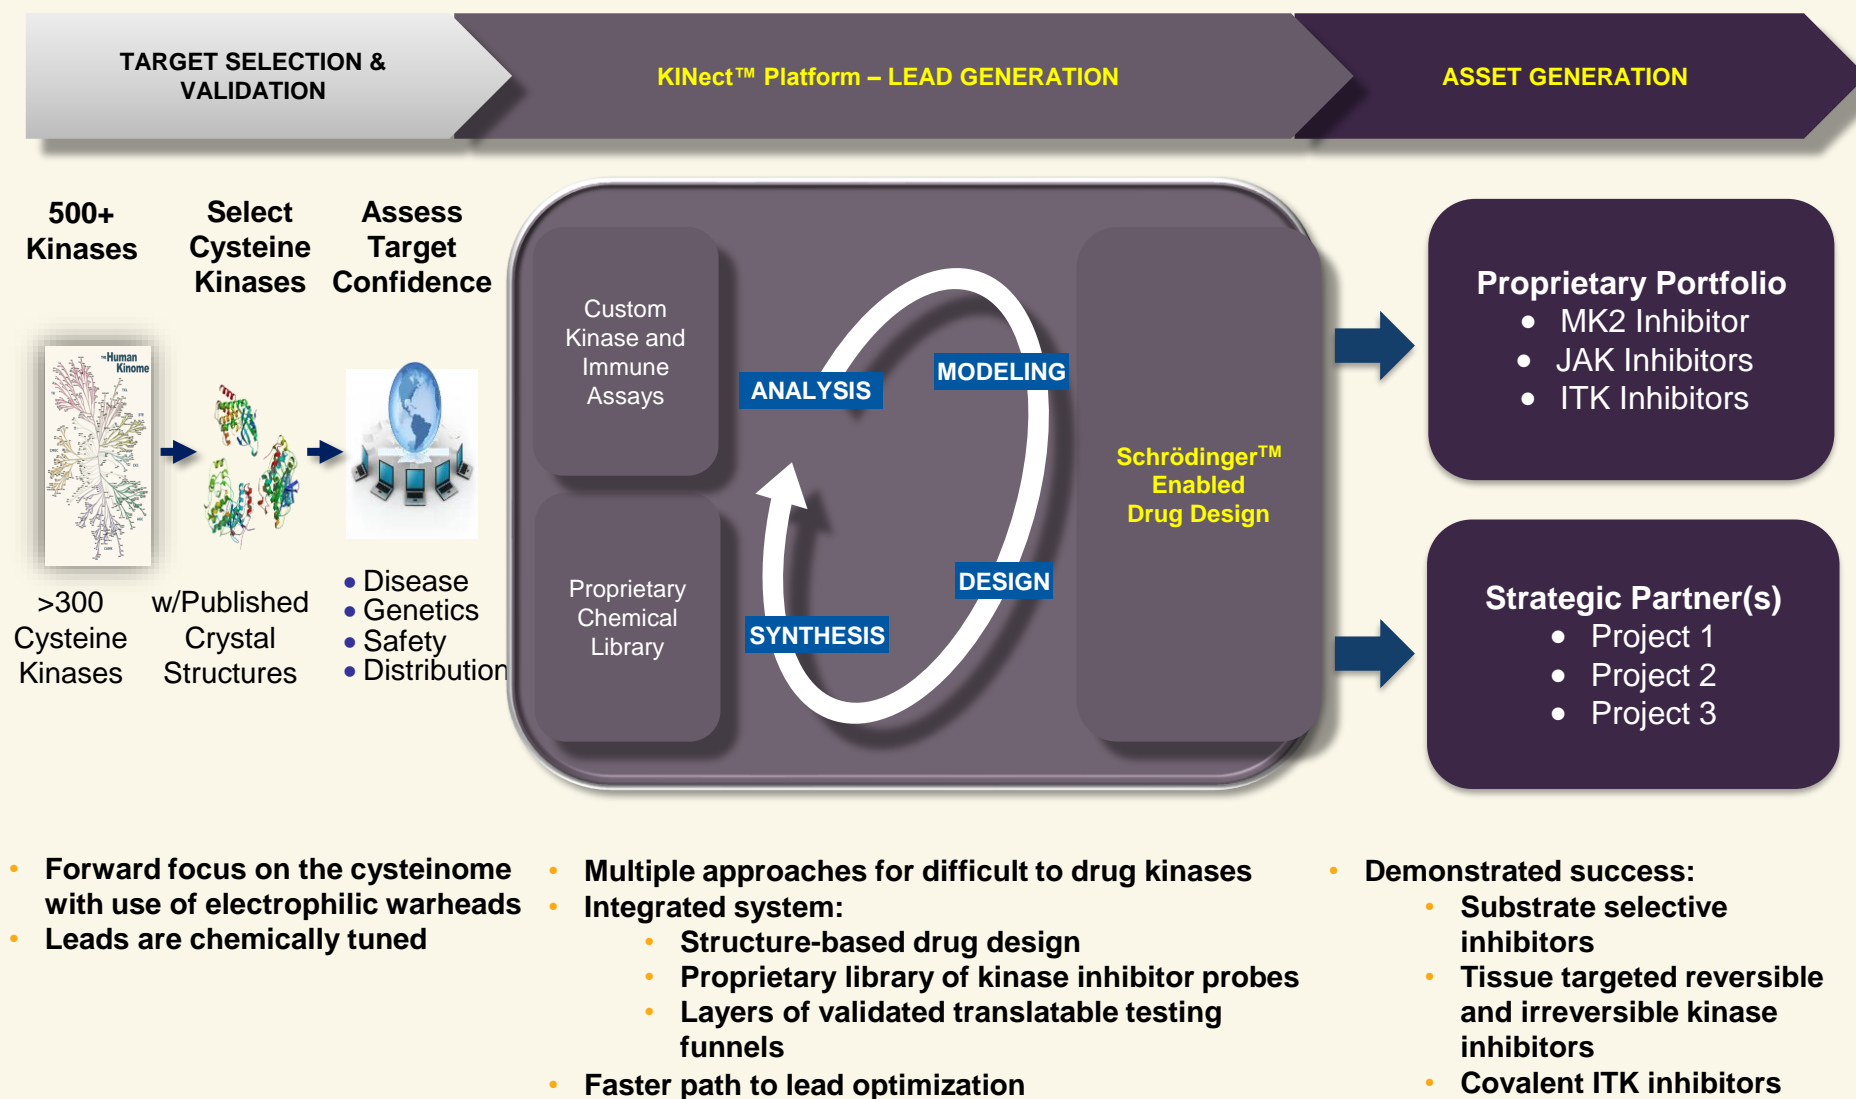 TARGET SELECTION &
VALIDATION
KINect™ Platform – LEAD GENERATION
ASSET GENERATION
500+
Kinases
Select
Cysteine
Kinases
Assess
Target
Confidence
THE Human
Kinome
>300
Cysteine
Kinases
w/Published
Crystal
Structures
• Disease
• Genetics
• Safety
• Distribution
Custom
Kinase and
Immune
Assays
Proprietary
Chemical
Library
ANALYSIS
MODELING
DESIGN
SYNTHESIS
Schrödinger™
Enabled
Drug Design
Proprietary Portfolio
• MK2 Inhibitor
• JAK Inhibitors
• ITK Inhibitors
Strategic Partner(s)
• Project 1
• Project 2
• Project 3
• Forward focus on the cysteinome
with use of electrophilic warheads
• Leads are chemically tuned
• Multiple approaches for difficult to drug kinases
• Integrated system:
• Structure-based drug design
• Proprietary library of kinase inhibitor probes
• Layers of validated translatable testing
funnels
• Faster path to lead optimization
• Demonstrated success:
• Substrate selective
inhibitors
• Tissue targeted reversible
and irreversible kinase
inhibitors
• Covalent ITK inhibitors